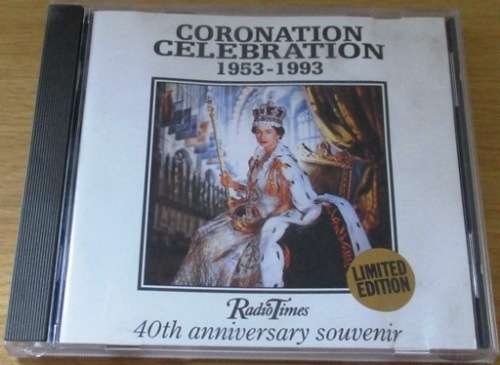 CORONATION
CELEBRATION
1953-1993
LIMITED
EDITION
RadioTimes
40th anniversary souvenir